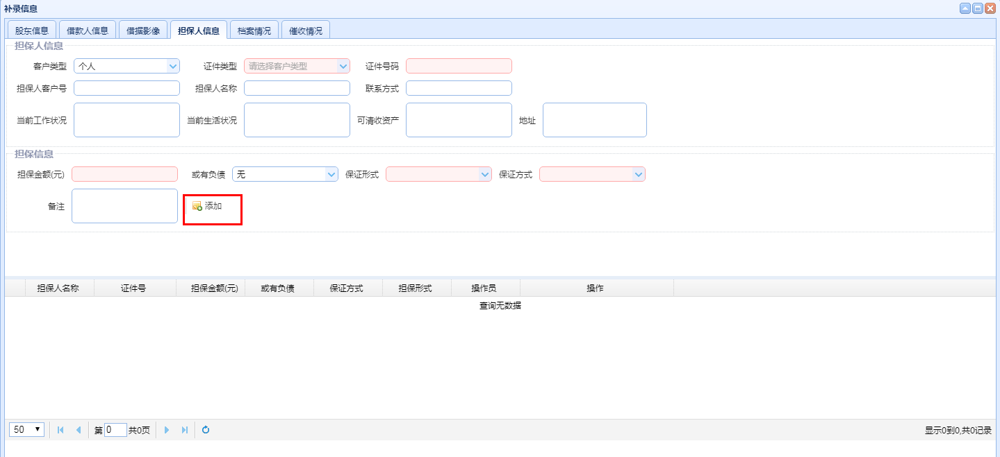 补录信息
股东信息 借款人信息 借据影像 担保人信息 档案情况 催收情况
担保人信息
客户类型 个人 证件类型 请选择客户类型 证件号码
担保人客户号 担保人名称 联系方式
当前工作状况 当前生活状况 可清收资产 地址
担保信息
担保金额(元) 或有负债 无 保证形式 保证方式
备注 添加
担保人名称 证件号 担保金额(元) 或有负债 保证方式 担保形式 操作员 操作
查询无数据
50 第 0 共0页 显示0到0,共0记录